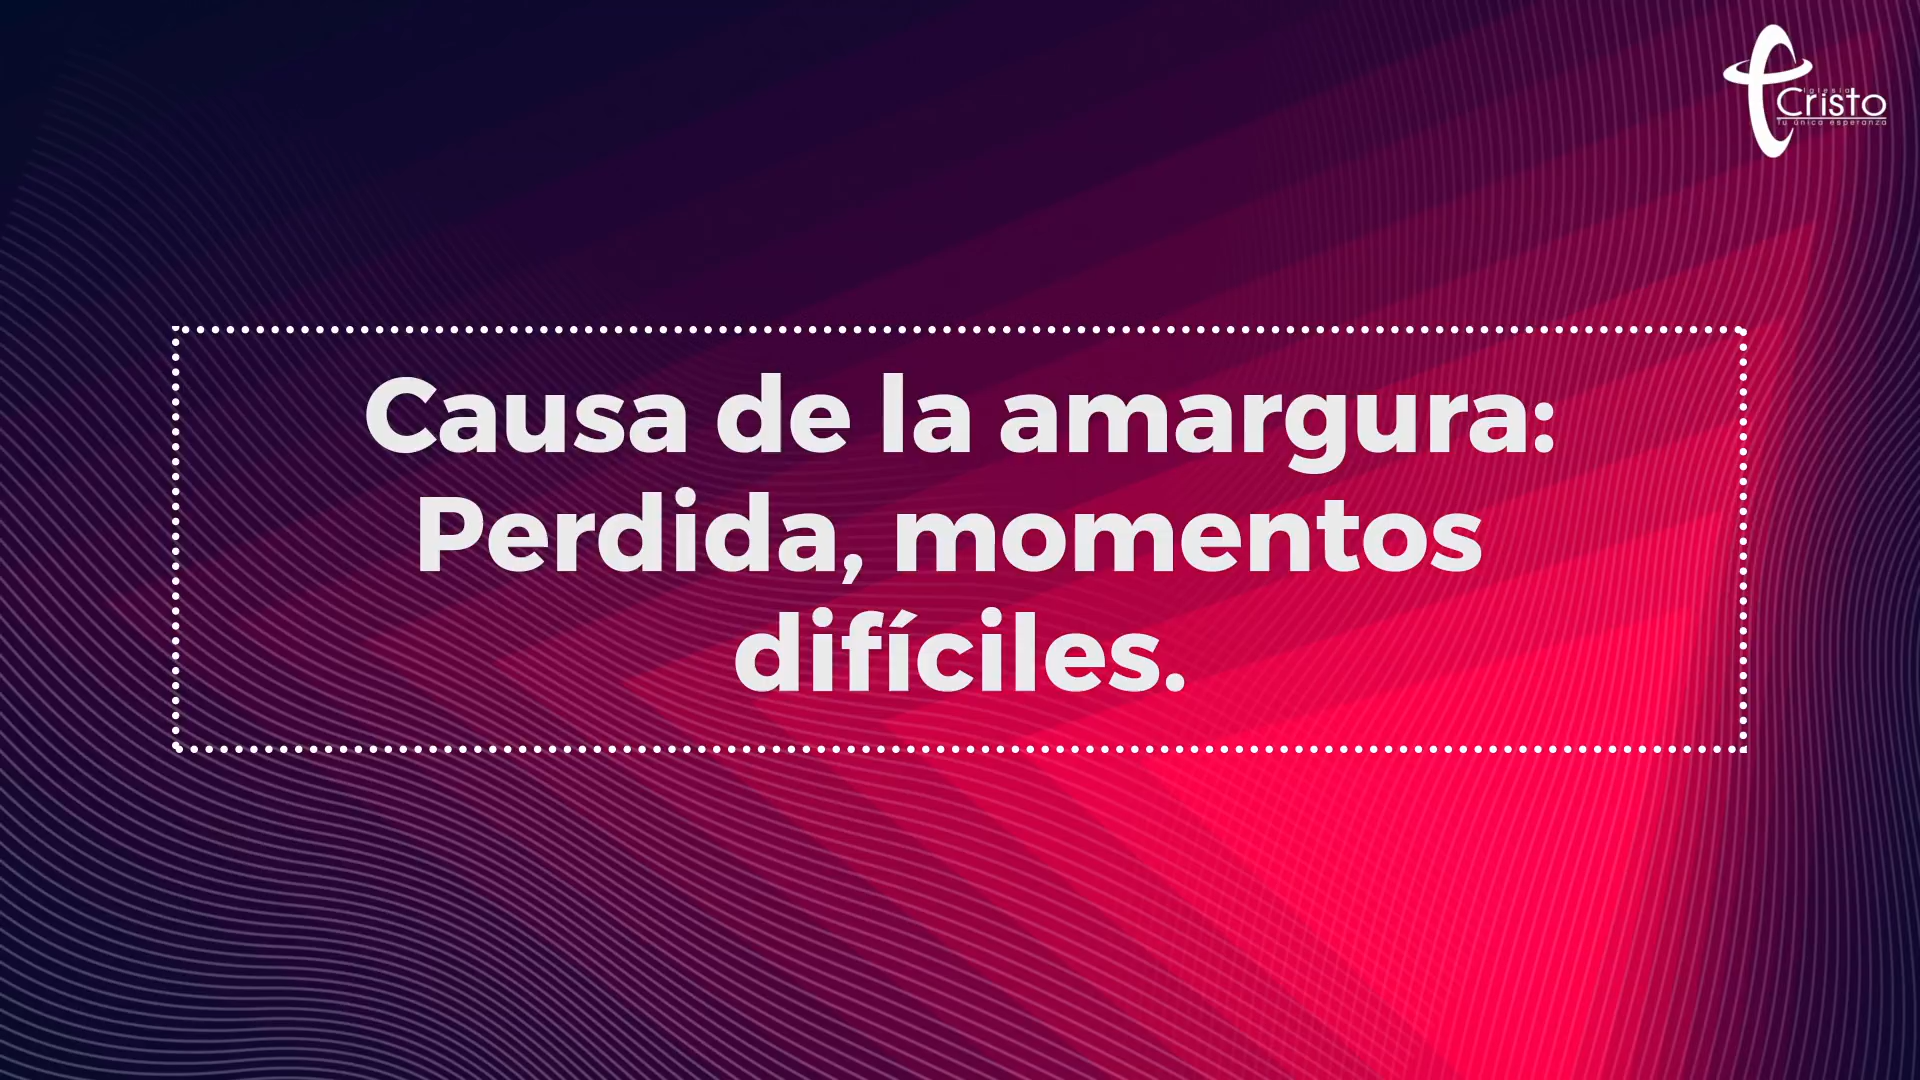 Iglesia
Cristo
Tu única esperanza
Causa de la amargura:
Perdida, momentos
difíciles.